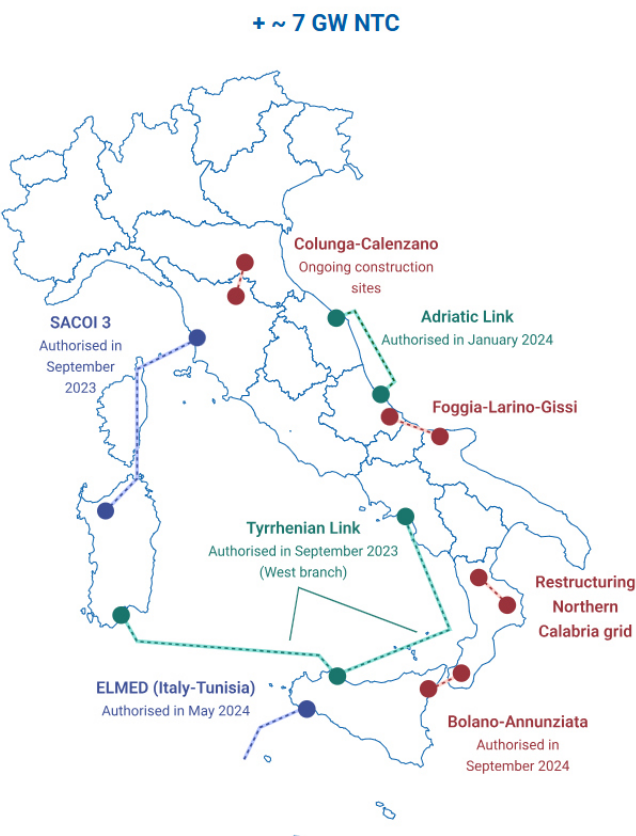 + ~ 7 GW NTC
Colunga-Calenzano
Ongoing construction
sites
SACOI 3
Authorised in
September
2023
Adriatic Link
Authorised in January 2024
Foggia-Larino-Gissi
Tyrrhenian Link
Authorised in September 2023
(West branch)
Restructuring
Northern
Calabria grid
ELMED (Italy-Tunisia)
Authorised in May 2024
Bolano-Annunziata
Authorised in
September 2024